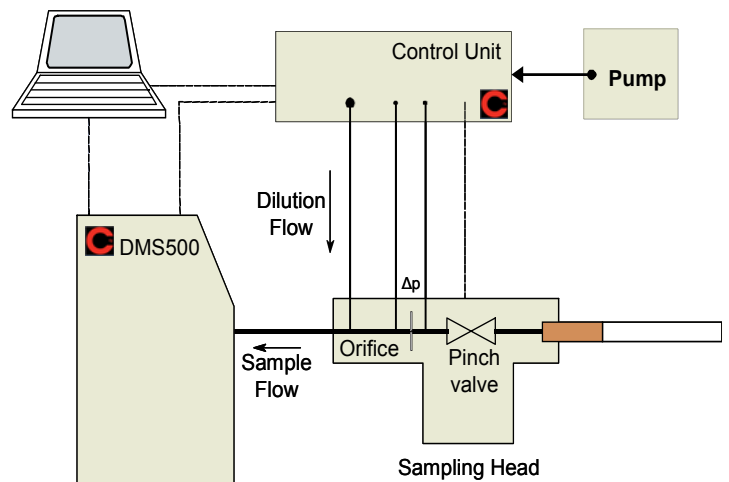 Control Unit
Pump
Dilution
Flow
DMS500
Δp
Orifice
Sample
Flow
Pinch
valve
Sampling Head